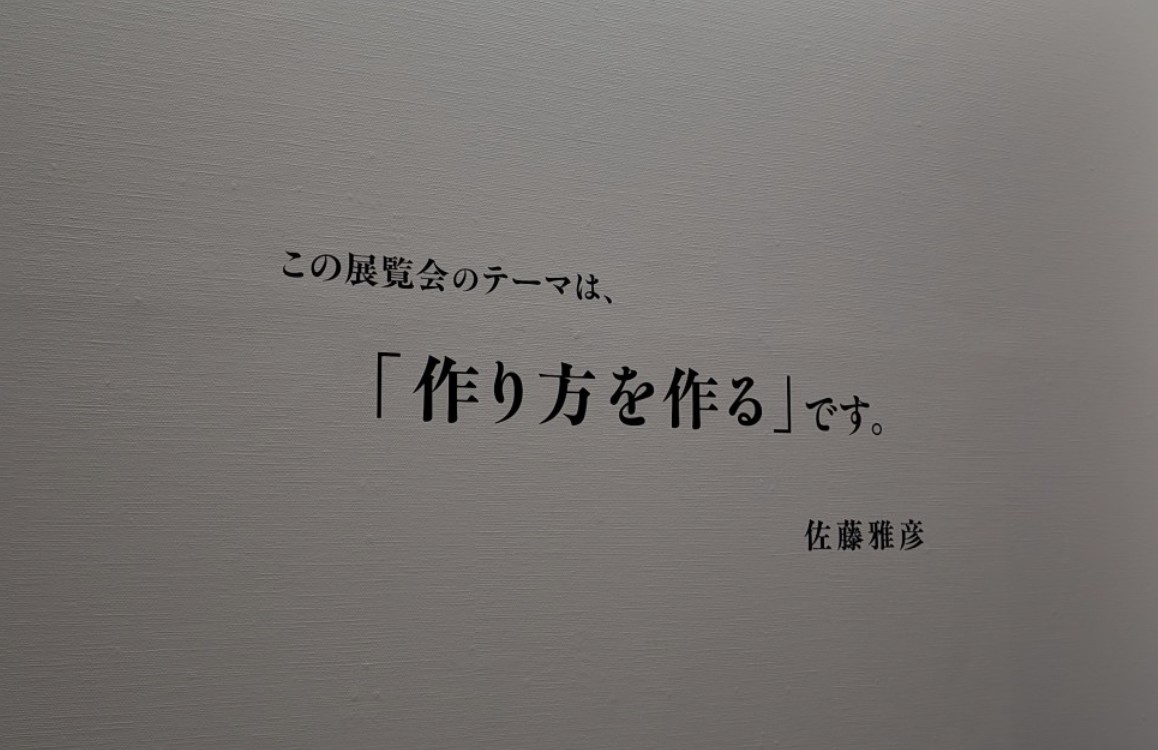 この展覧会のテーマは、
「作り方を作る」です。
佐藤雅彦